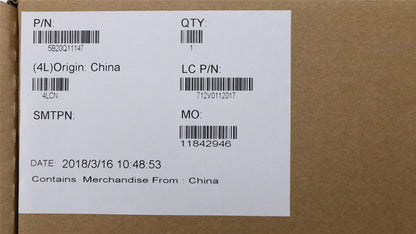 P/N: QTY:
5B20Q11147 1
(4L)Origin: China LC P/N:
4LCN 712V0112017
SMTPN: MO:
11842946
DATE: 2018/3/16 10:48:53
Contains Merchandise From : China